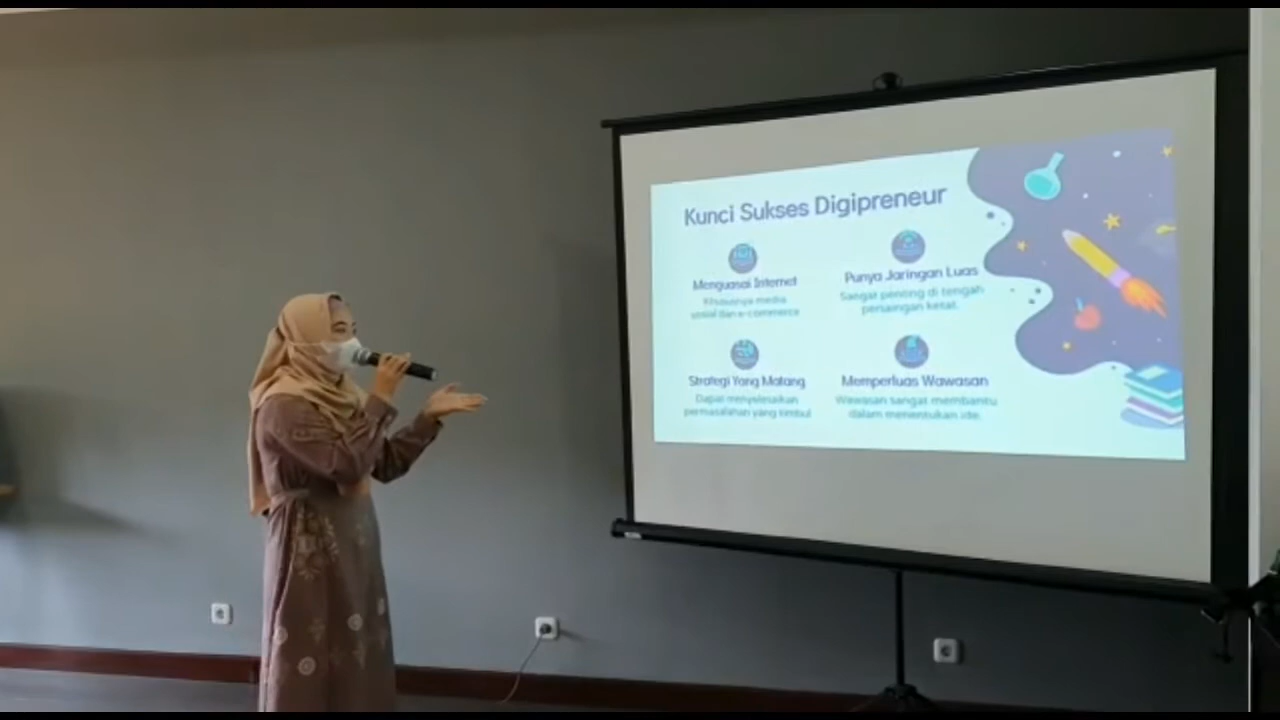 Kunci Sukses Digipreneur
Menguasai Internet
Khususnya media
sosial dan e-commerce
Punya Jaringan Luas
Sangat penting di tengah
persaingan ketat.
Strategi Yang Matang
Dapat menyelesaikan
permasalahan yang timbul
Memperluas Wawasan
Wawasan sangat membantu
dalam menentukan ide.